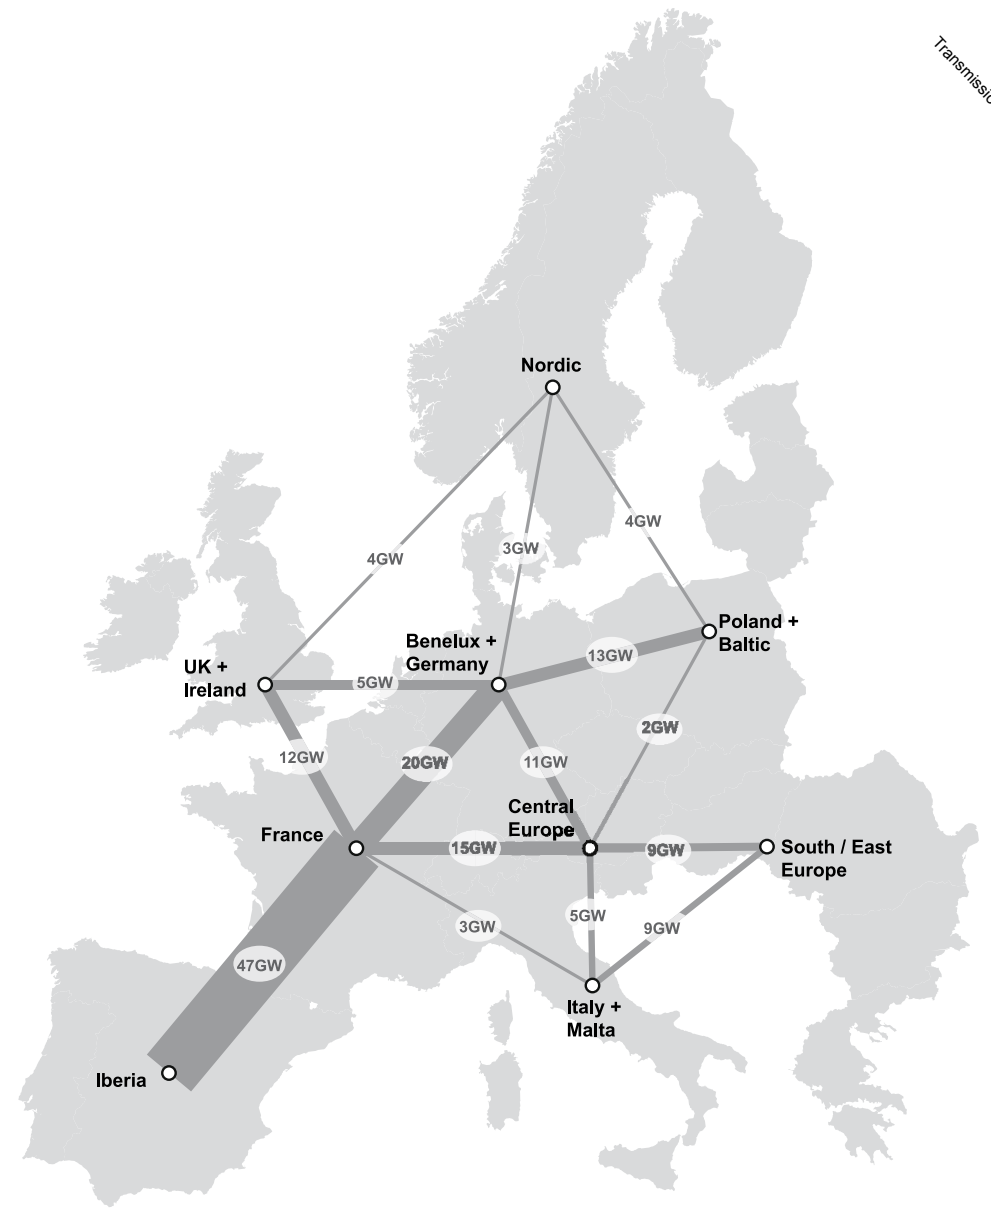 Nordic
4GW
3GW
4GW
Poland +
Baltic
Benelux +
Germany
13GW
UK +
Ireland
5GW
2GW
12GW
20GW
11GW
Central
Europe
France
15GW
9GW
South / East
Europe
3GW
5GW
9GW
47GW
Italy +
Malta
Iberia